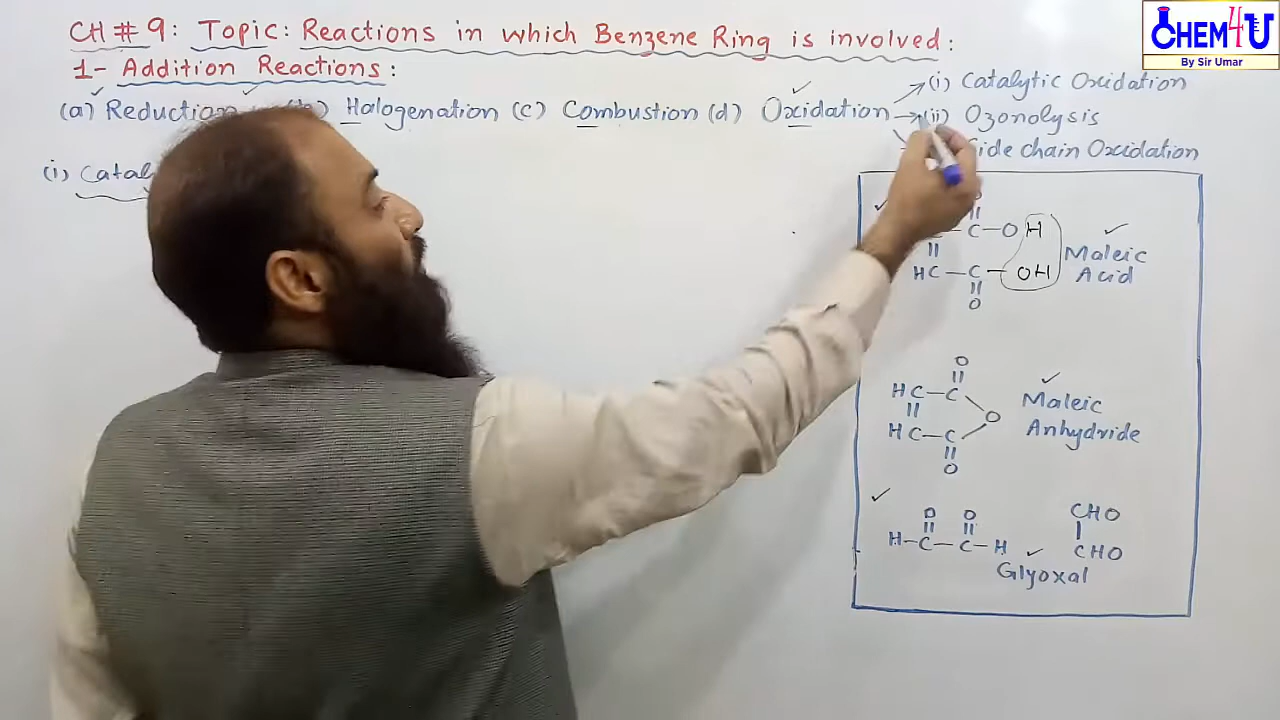 CH # 9: Topic: Reactions in which Benzene Ring is involved:
1- Addition Reactions:
(a) Reduction Halogenation (c) Combustion (d) Oxidation → (i) Catalytic Oxidation
→ (ii) Ozonolysis
Side chain Oxidation
(i) Catal
C–OH
||
HC–C–OH
||
O
Maleic
Acid
O
||
HC–C
|| O
HC–C
||
O
Maleic
Anhydride
O O
|| ||
H–C–C–H
Glyoxal
CHO
|
CHO
CHEM4U
By Sir Umar